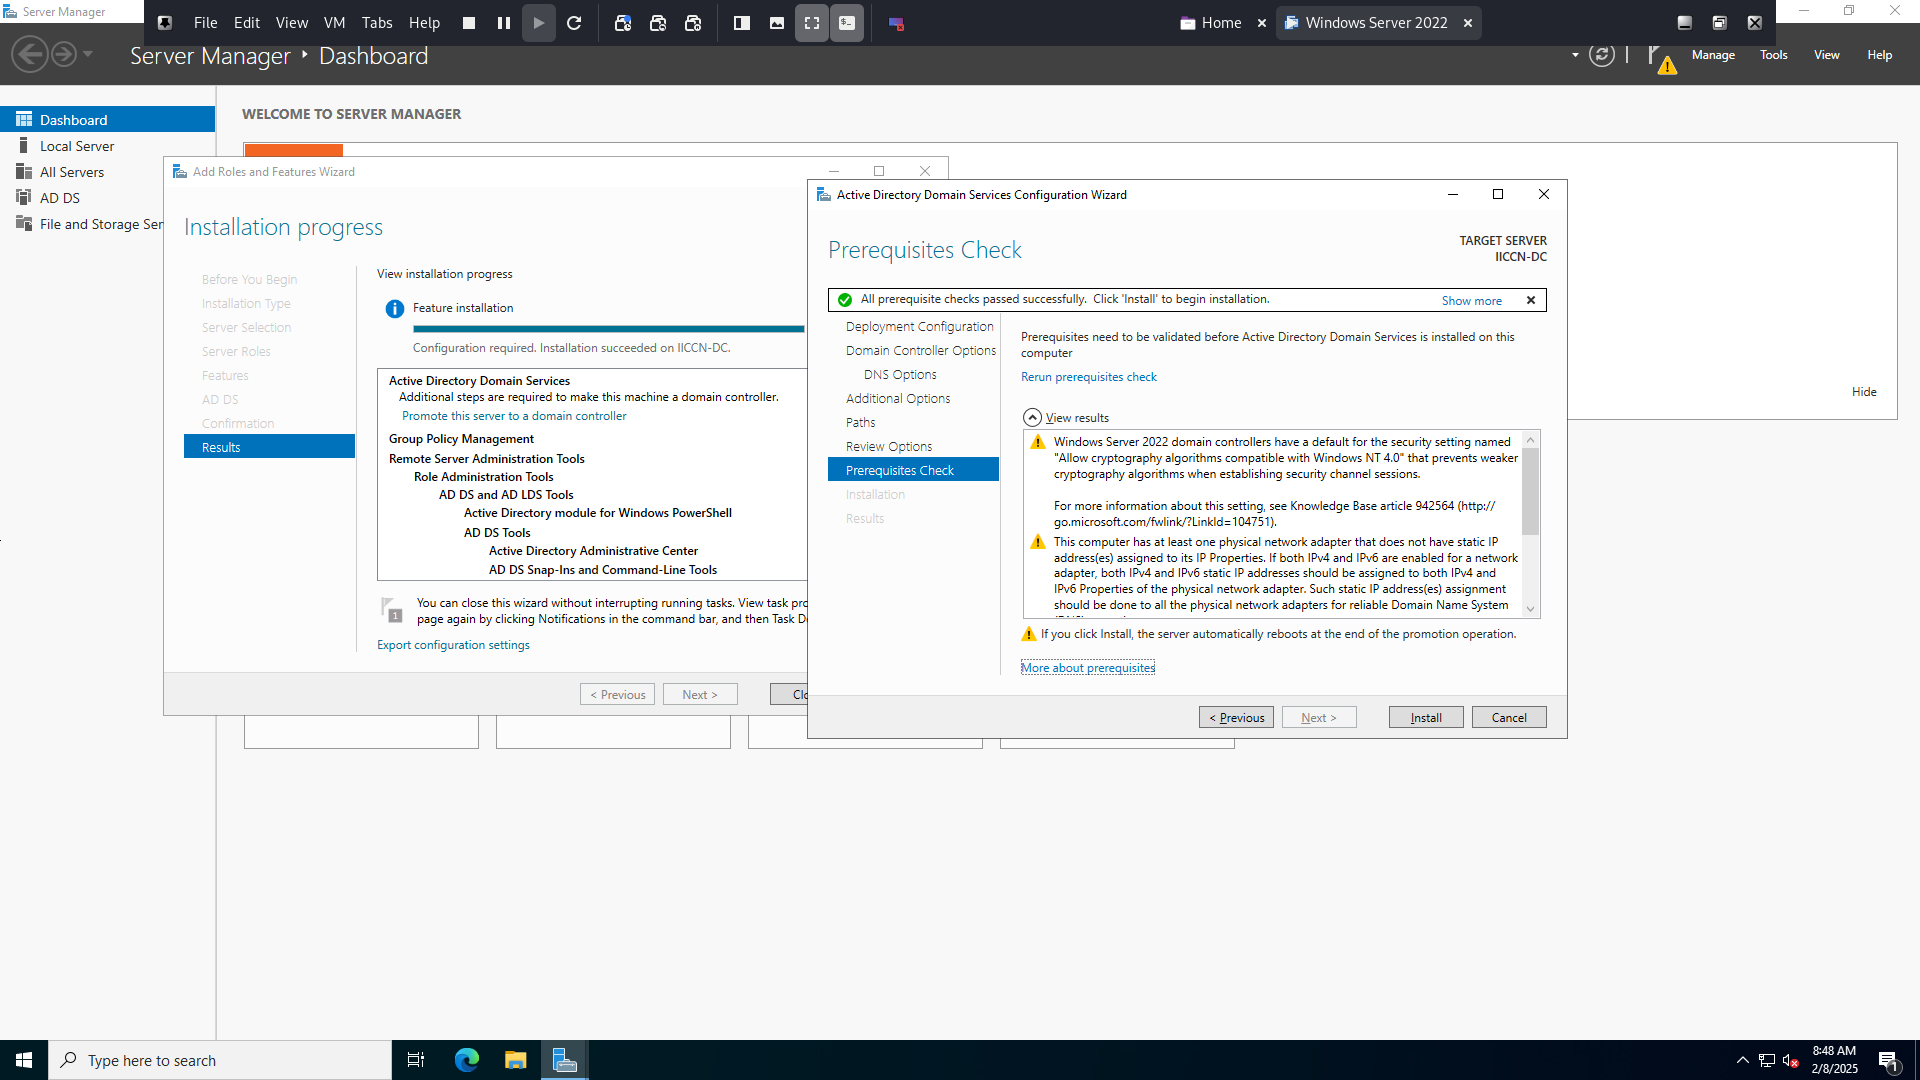 Server Manager
File Edit View VM Tabs Help
Home
Windows Server 2022
Server Manager
Dashboard
Manage Tools View Help
Dashboard
Local Server
All Servers
AD DS
File and Storage Ser
WELCOME TO SERVER MANAGER
Hide
Add Roles and Features Wizard
Installation progress
Before You Begin
Installation Type
Server Selection
Server Roles
Features
AD DS
Confirmation
Results
View installation progress
Feature installation
Configuration required. Installation succeeded on IICCN-DC.
Active Directory Domain Services
Additional steps are required to make this machine a domain controller.
Promote this server to a domain controller
Group Policy Management
Remote Server Administration Tools
Role Administration Tools
AD DS and AD LDS Tools
Active Directory module for Windows PowerShell
AD DS Tools
Active Directory Administrative Center
AD DS Snap-Ins and Command-Line Tools
1
You can close this wizard without interrupting running tasks. View task pro
page again by clicking Notifications in the command bar, and then Task D
Export configuration settings
< Previous
Next >
Clo
Active Directory Domain Services Configuration Wizard
Prerequisites Check
TARGET SERVER
IICCN-DC
All prerequisite checks passed successfully. Click 'Install' to begin installation.
Show more
Deployment Configuration
Domain Controller Options
DNS Options
Additional Options
Paths
Review Options
Prerequisites Check
Installation
Results
Prerequisites need to be validated before Active Directory Domain Services is installed on this
computer
Rerun prerequisites check
View results
Windows Server 2022 domain controllers have a default for the security setting named
"Allow cryptography algorithms compatible with Windows NT 4.0" that prevents weaker
cryptography algorithms when establishing security channel sessions.
For more information about this setting, see Knowledge Base article 942564 (http://
go.microsoft.com/fwlink/?LinkId=104751).
This computer has at least one physical network adapter that does not have static IP
address(es) assigned to its IP Properties. If both IPv4 and IPv6 are enabled for a network
adapter, both IPv4 and IPv6 static IP addresses should be assigned to both IPv4 and
IPv6 Properties of the physical network adapter. Such static IP address(es) assignment
should be done to all the physical network adapters for reliable Domain Name System
If you click Install, the server automatically reboots at the end of the promotion operation.
More about prerequisites
< Previous
Next >
Install
Cancel
Type here to search
8:48 AM
2/8/2025
1